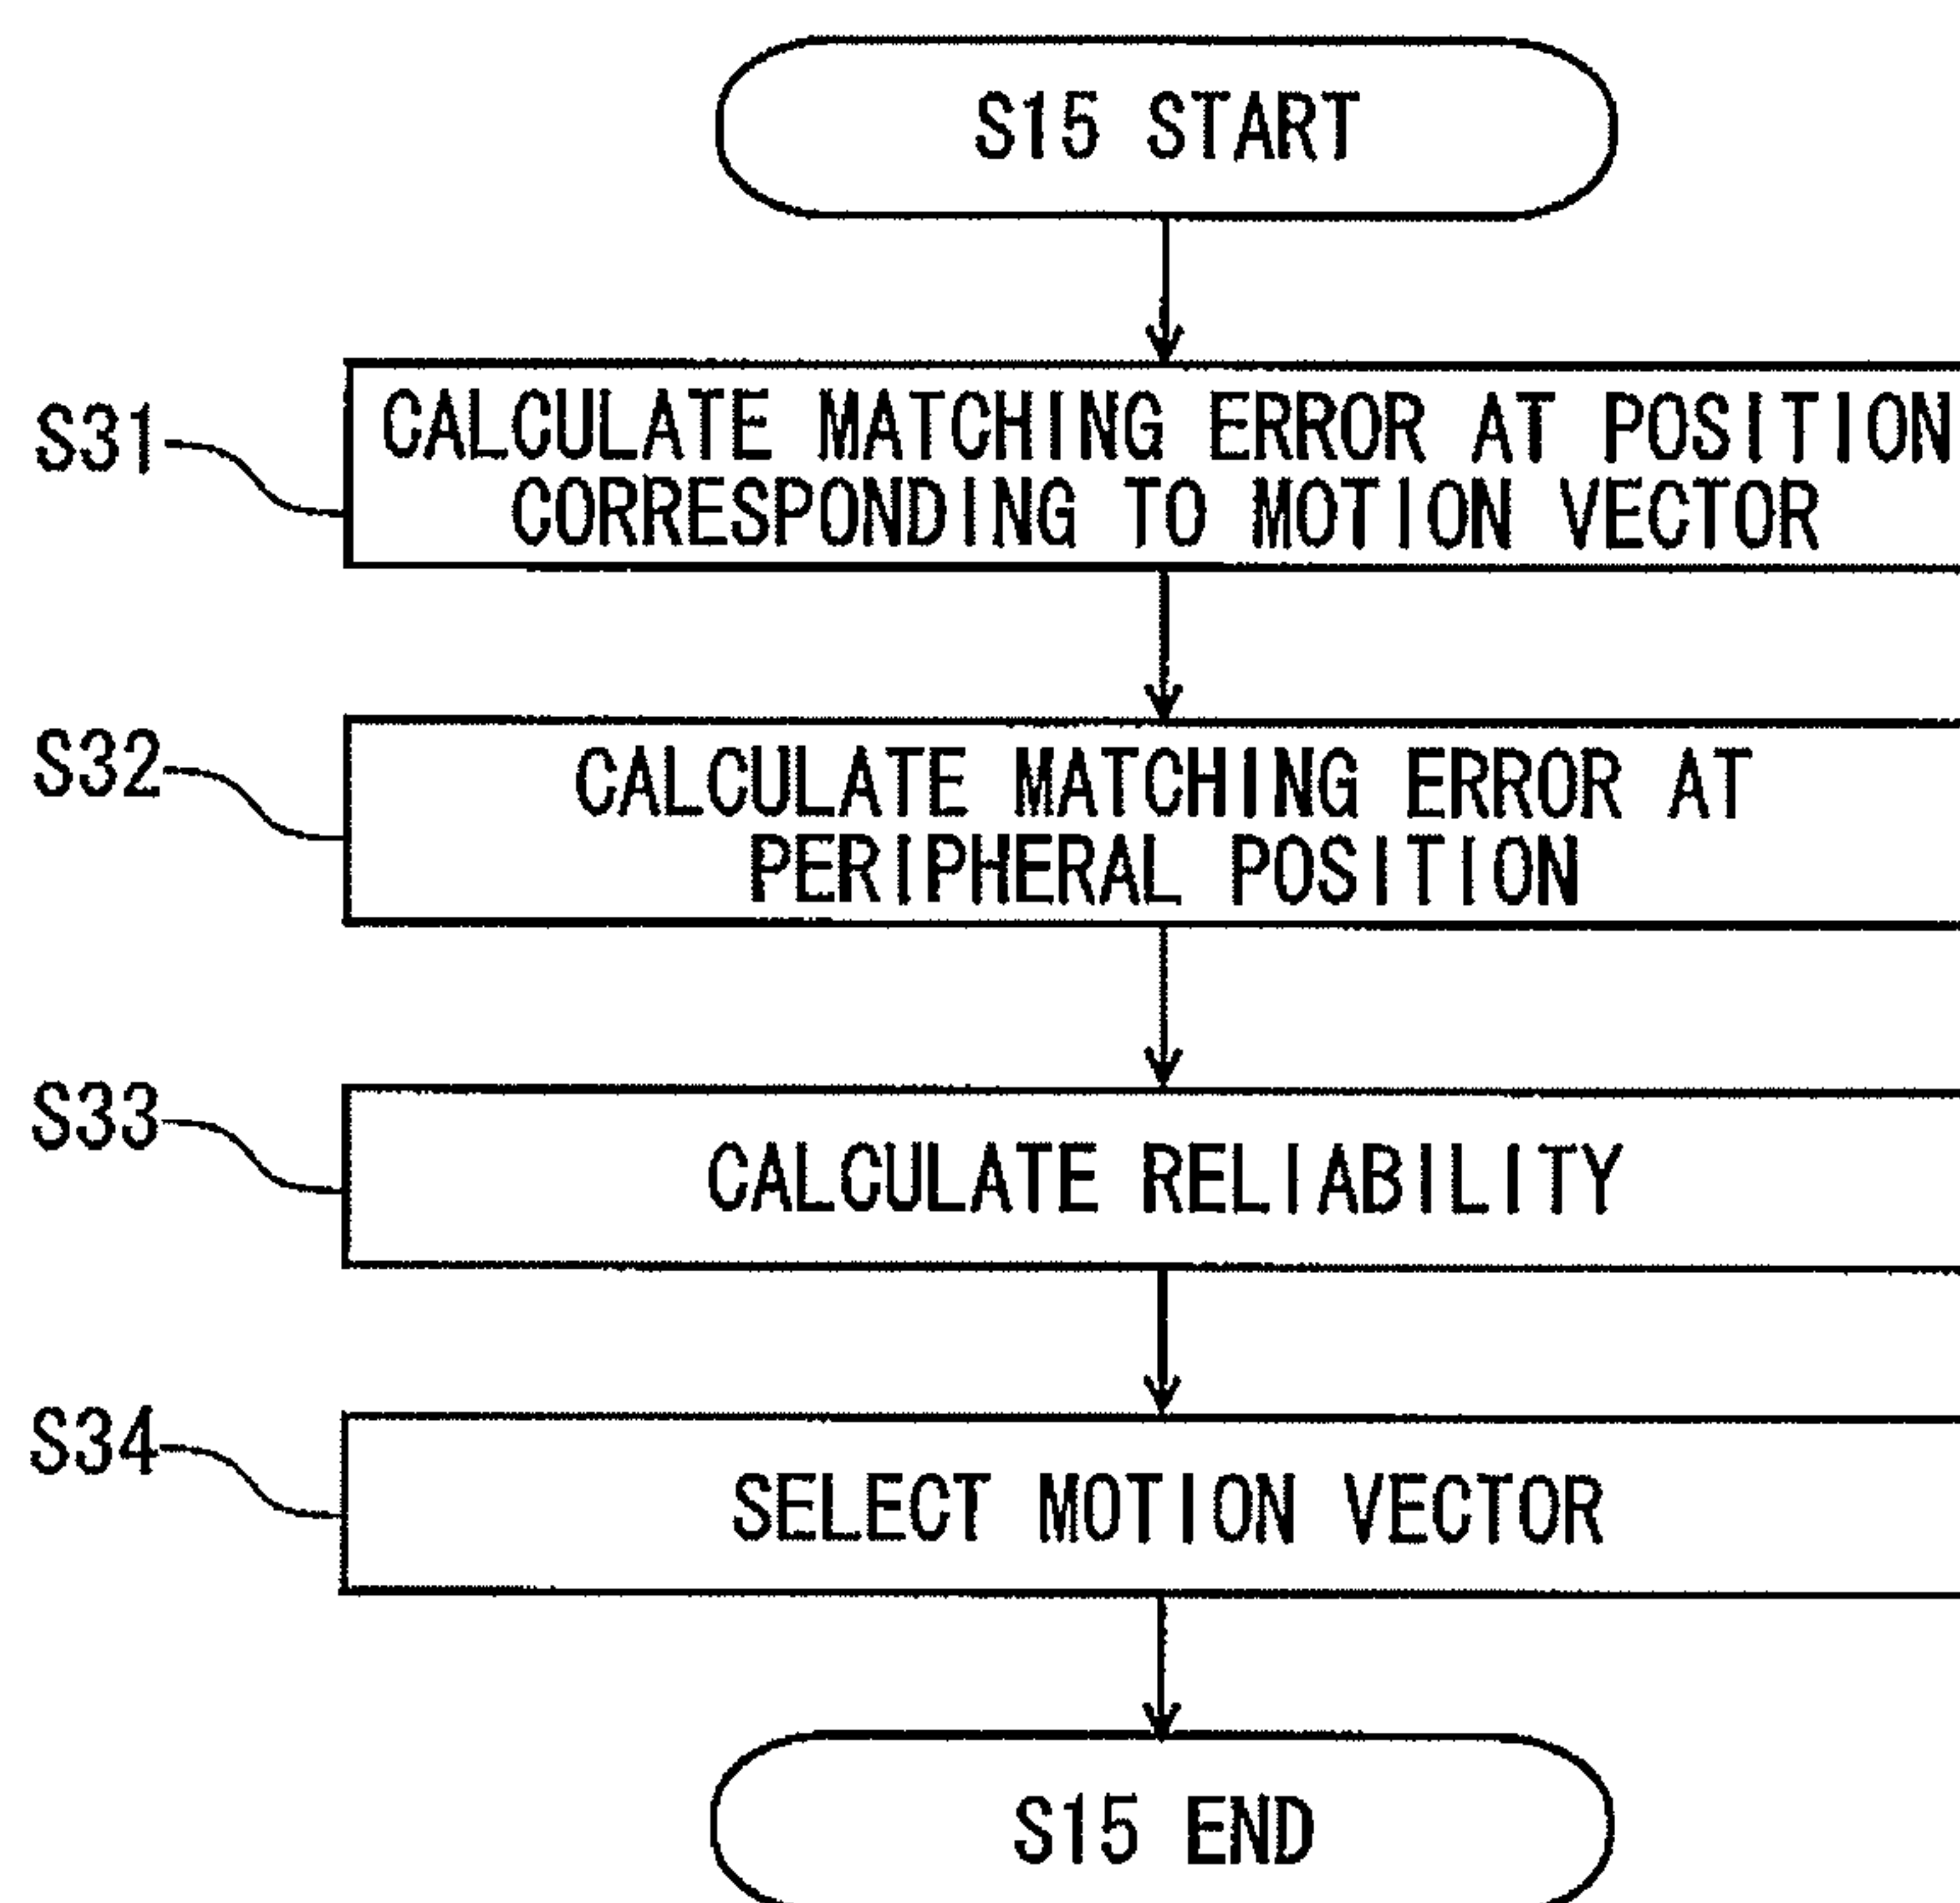 S15 START
S31
CALCULATE MATCHING ERROR AT POSITION
CORRESPONDING TO MOTION VECTOR
S32
CALCULATE MATCHING ERROR AT
PERIPHERAL POSITION
S33
CALCULATE RELIABILITY
S34
SELECT MOTION VECTOR
S15 END